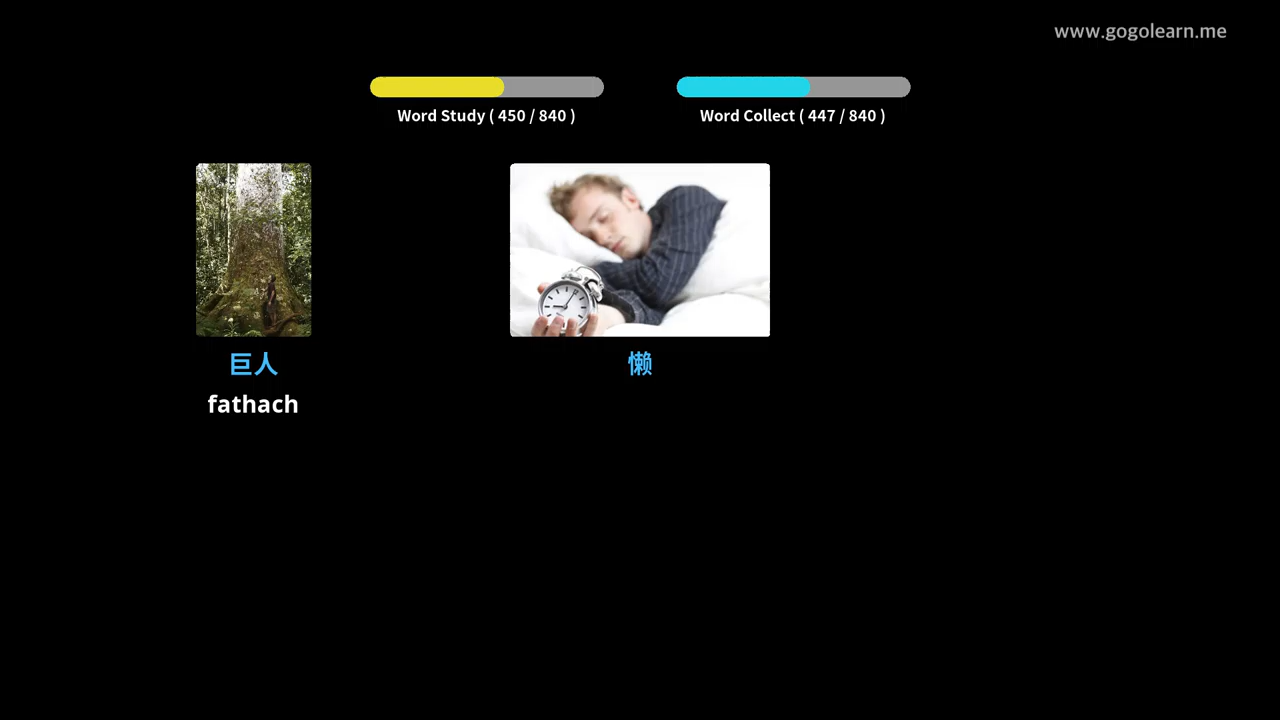 www.gogolearn.me
Word Study ( 450 / 840 )
Word Collect ( 447 / 840 )
巨人
fathach
懒